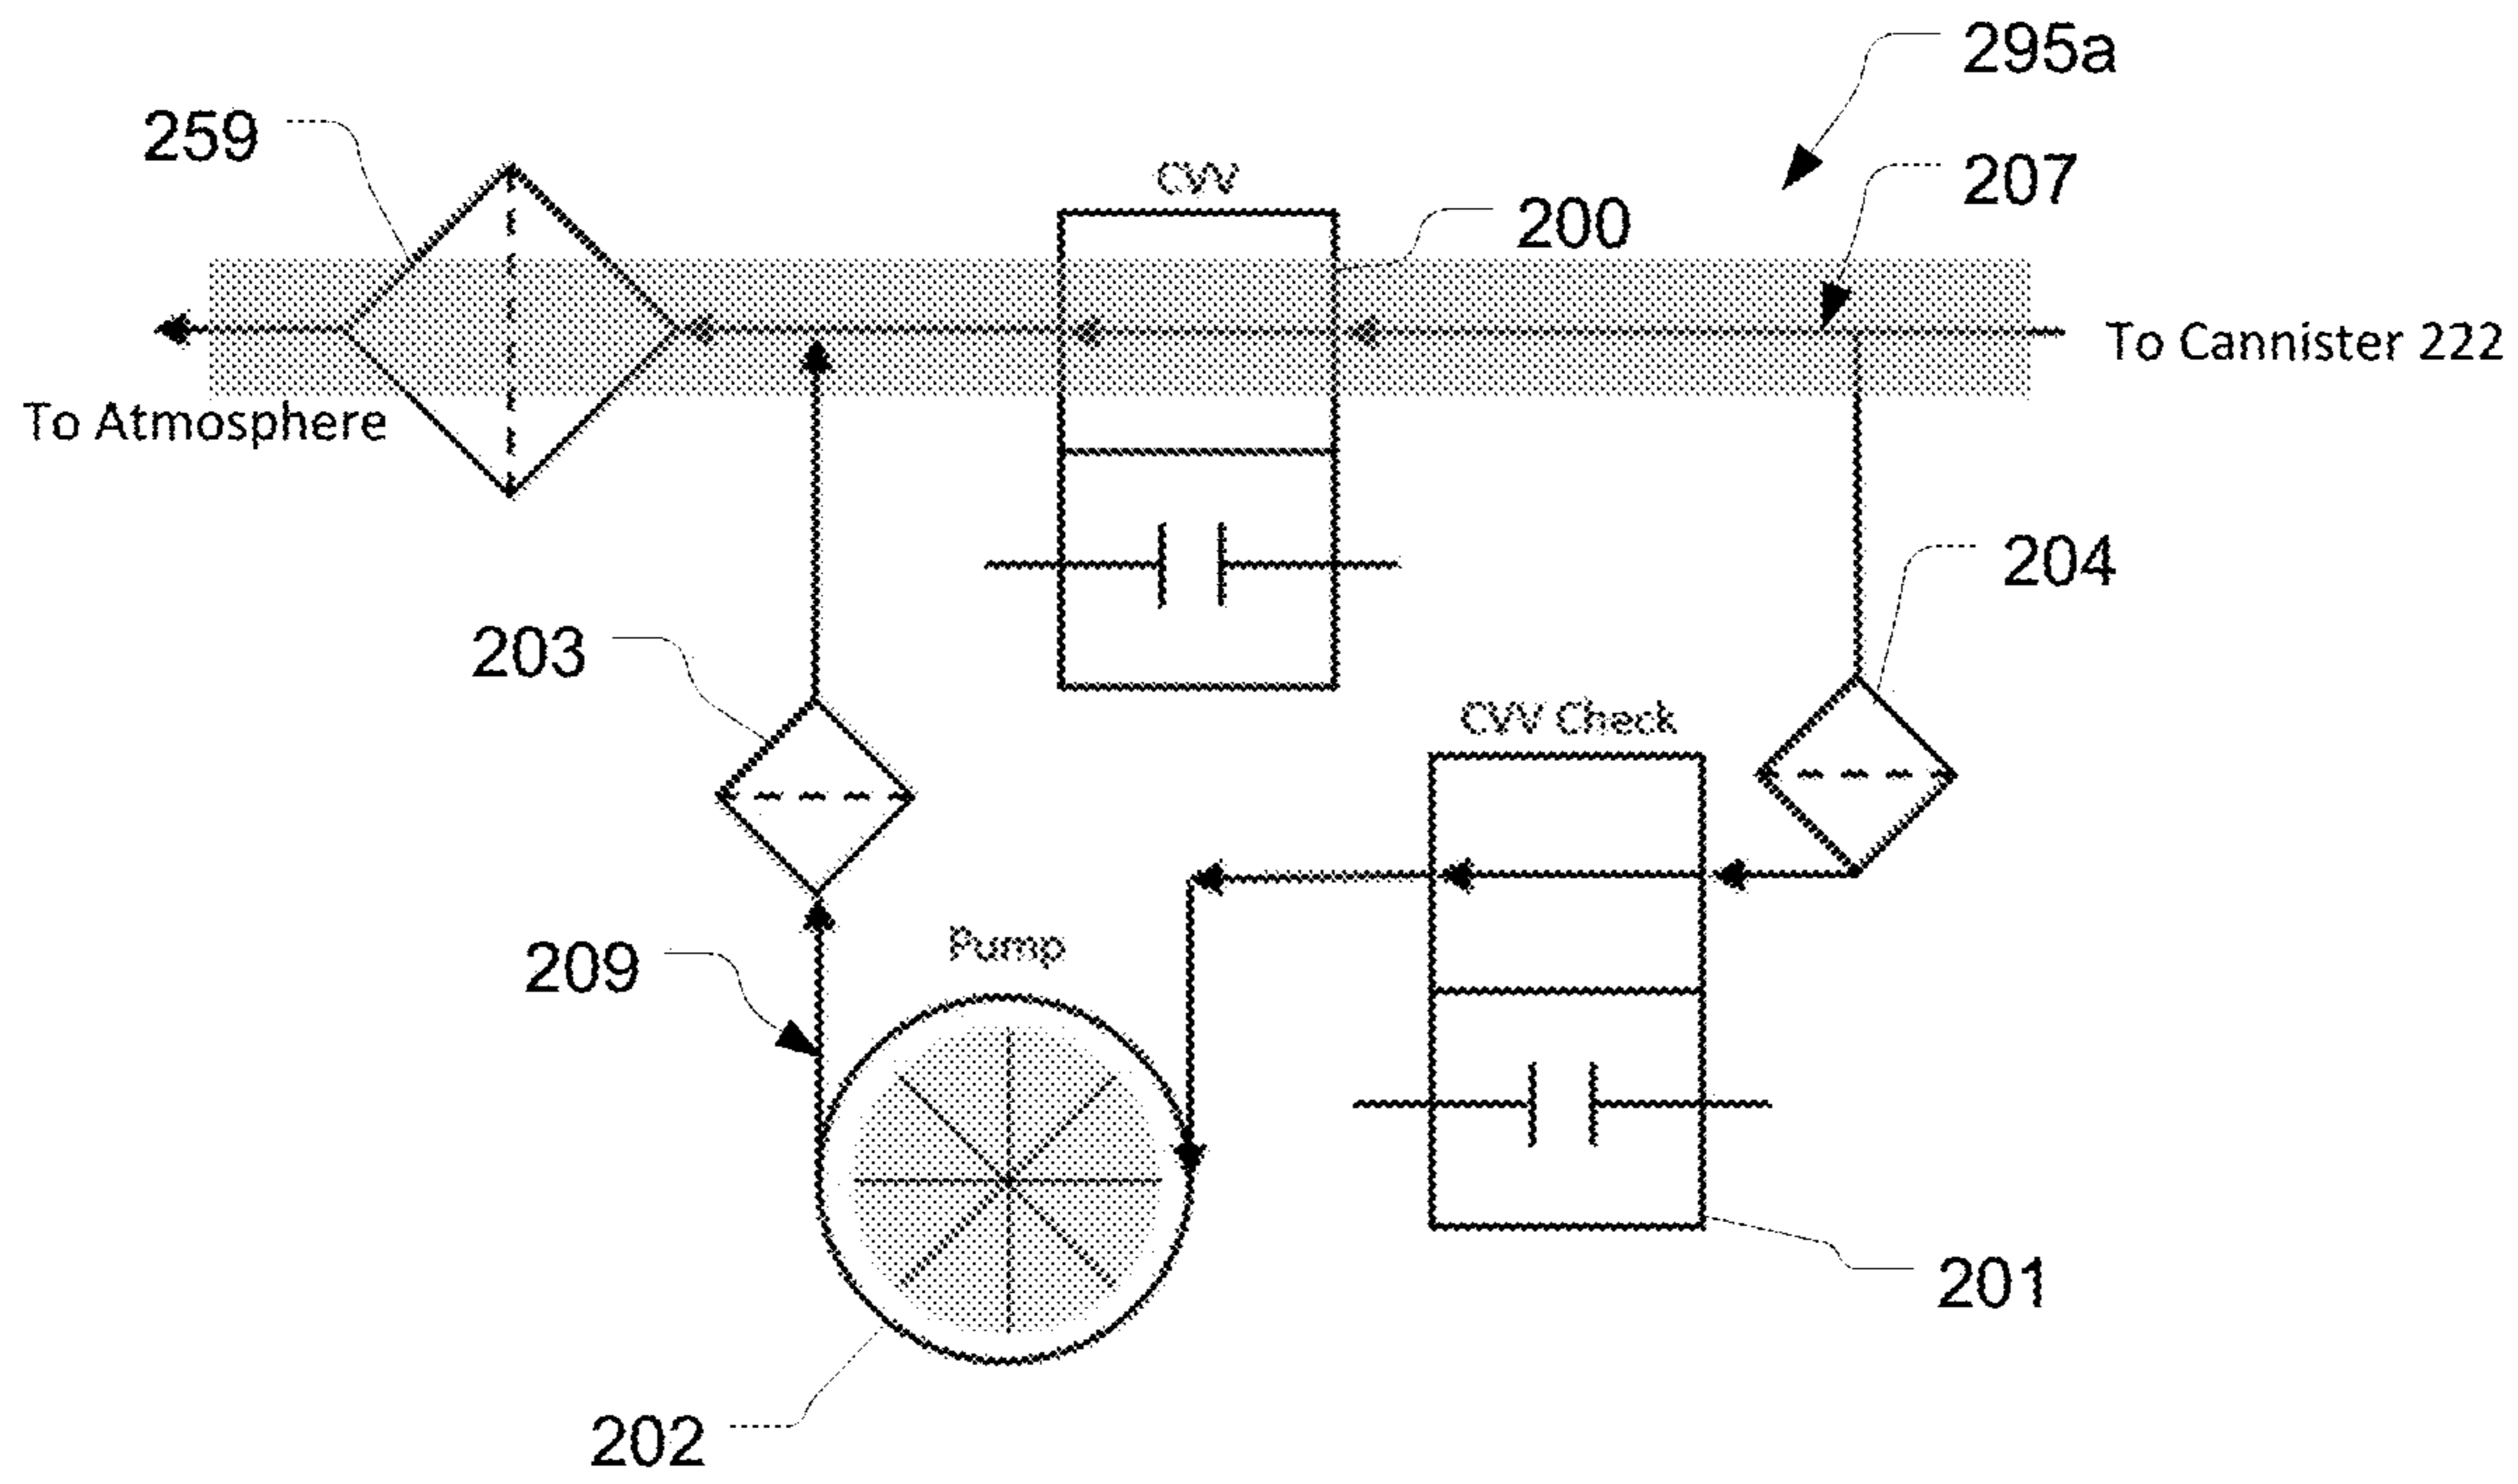 295a
259
207
CVV
200
To Cannister 222
To Atmosphere
204
203
CVV Check
209
Pump
201
202